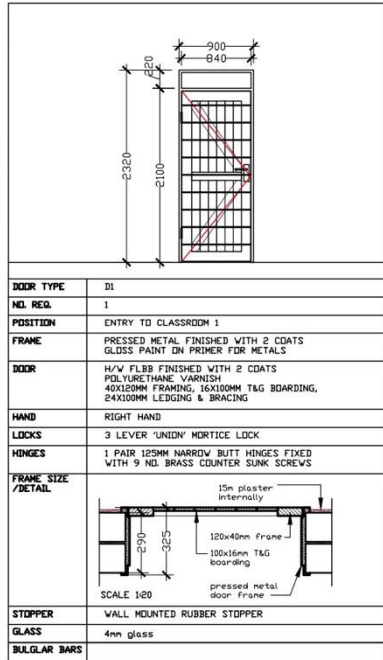 900
840
220
2320
2100
DOOR TYPE D1
NO. REQ. 1
POSITION ENTRY TO CLASSROOM 1
FRAME PRESSED METAL FINISHED WITH 2 COATS
GLOSS PAINT ON PRIMER FOR METALS
DOOR H/W FLBB FINISHED WITH 2 COATS
POLYURETHANE VARNISH
40X120MM FRAMING, 16X100MM T&G BOARDING,
24X100MM LEDGING & BRACING
HAND RIGHT HAND
LOCKS 3 LEVER 'UNION' MORTICE LOCK
HINGES 1 PAIR 125MM NARROW BUTT HINGES FIXED
WITH 9 NO. BRASS COUNTER SUNK SCREWS
FRAME SIZE
/DETAIL
15m plaster
internally
290
325
120x40mm frame
100x16mm T&G
boarding
pressed metal
door frame
SCALE 1:20
STOPPER WALL MOUNTED RUBBER STOPPER
GLASS 4mm glass
BULGLAR BARS